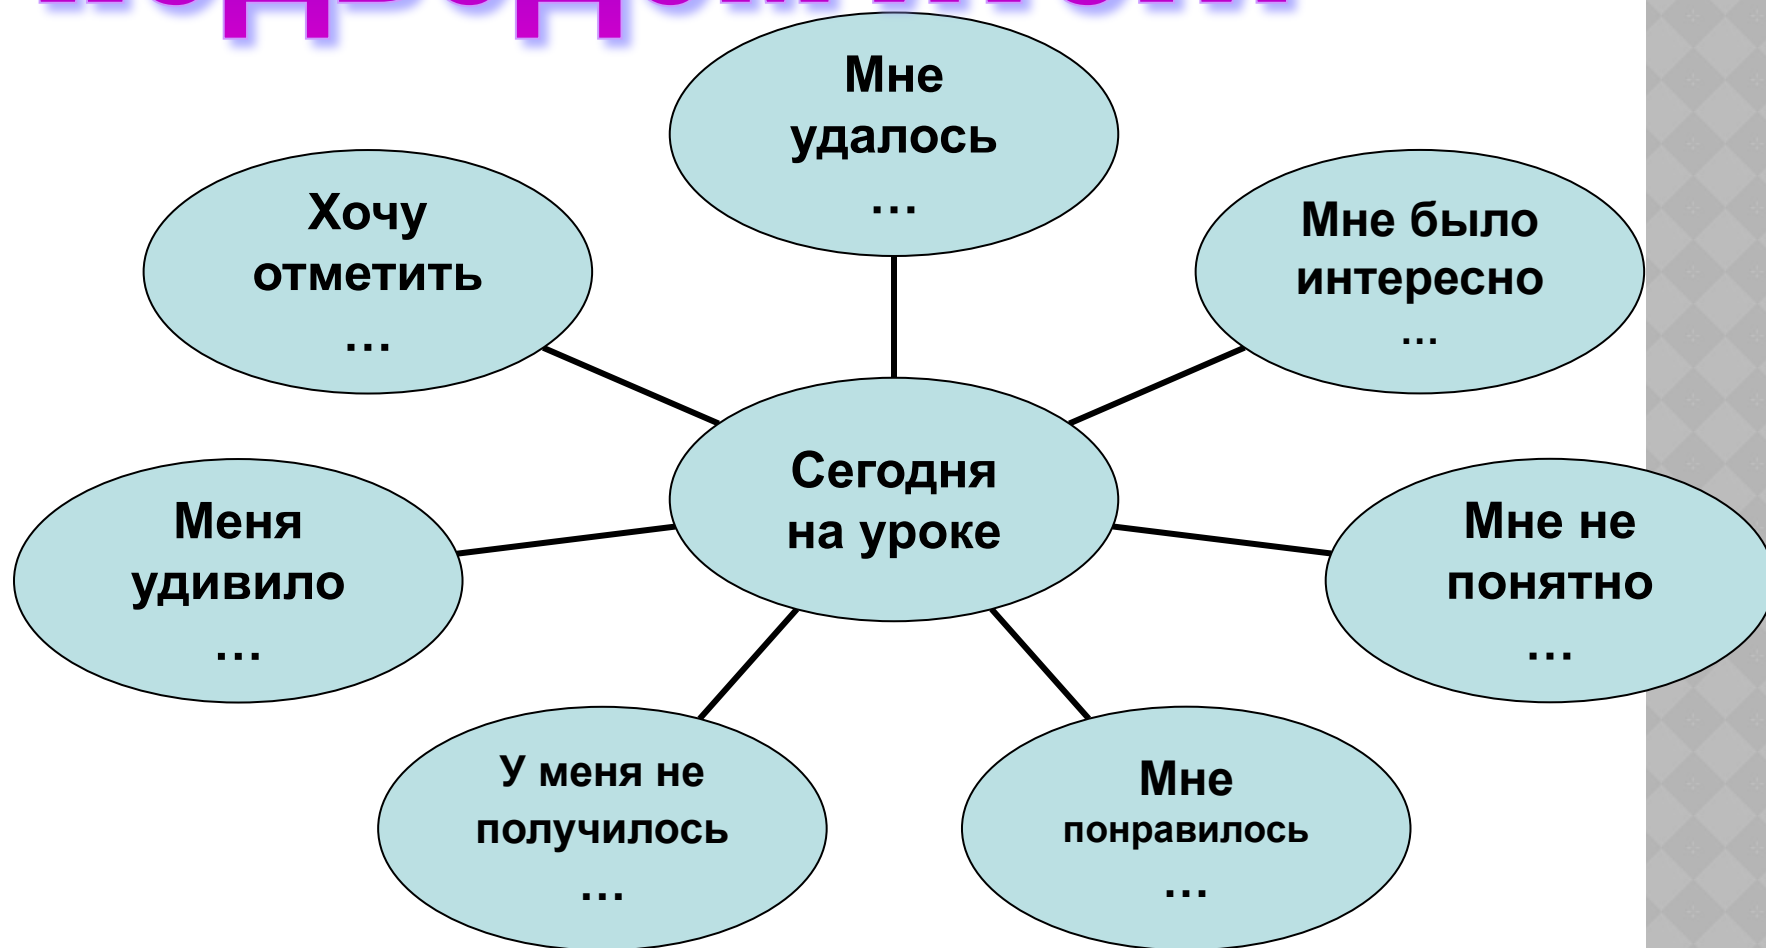 Мне
удалось
…
Хочу
отметить
…
Мне было
интересно
…
Сегодня
на уроке
Меня
удивило
…
Мне не
понятно
…
У меня не
получилось
…
Мне
понравилось
…